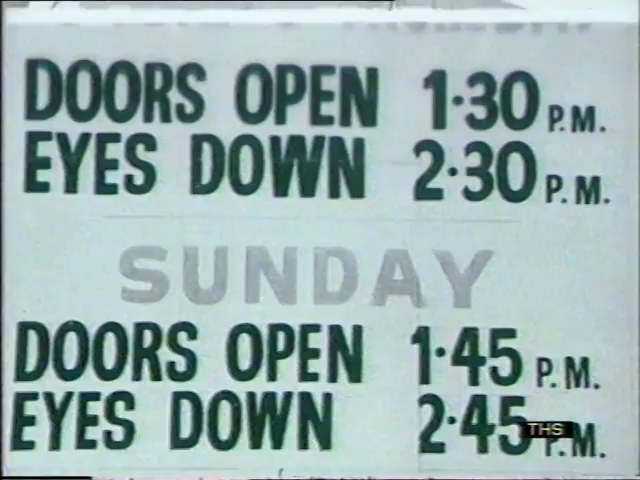 DOORS OPEN 1·30 P.M.
EYES DOWN 2·30 P.M.
SUNDAY
DOORS OPEN 1·45 P.M.
EYES DOWN 2·45 P.M.
THS